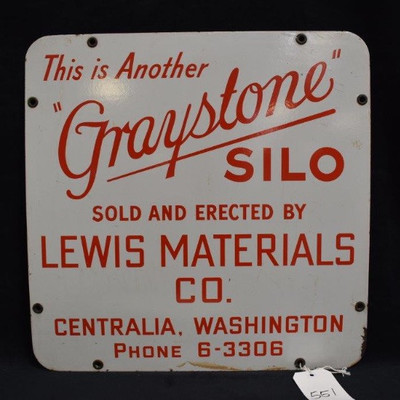 This is Another
"Graystone"
SILO
SOLD AND ERECTED BY
LEWIS MATERIALS
CO.
CENTRALIA, WASHINGTON
PHONE 6-3306
551